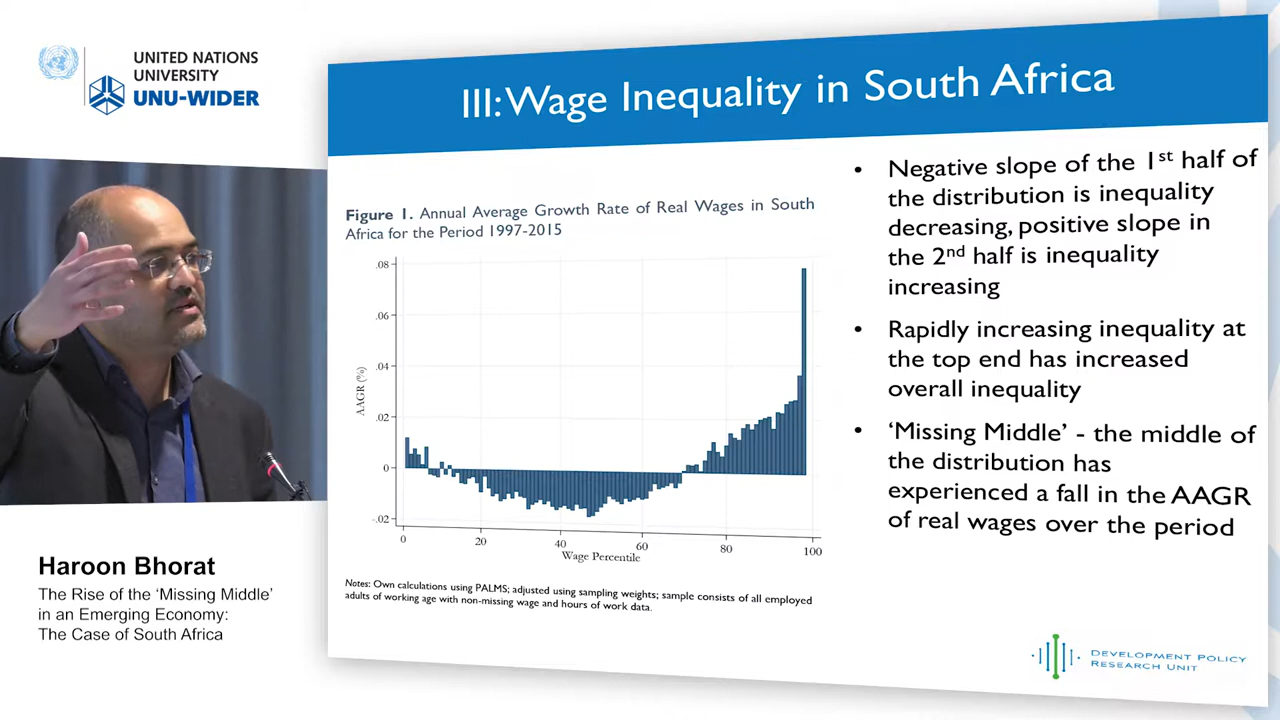 UNITED NATIONS
UNIVERSITY
UNU-WIDER
III: Wage Inequality in South Africa
Figure 1. Annual Average Growth Rate of Real Wages in South
Africa for the Period 1997-2015
.08
.06
.04
.02
0
-.02
AAGR (%)
0
20
40
60
80
100
Wage Percentile
Notes: Own calculations using PALMS; adjusted using sampling weights; sample consists of all employed
adults of working age with non-missing wage and hours of work data.
• Negative slope of the 1st half of
the distribution is inequality
decreasing, positive slope in
the 2nd half is inequality
increasing
• Rapidly increasing inequality at
the top end has increased
overall inequality
• ‘Missing Middle’ - the middle of
the distribution has
experienced a fall in the AAGR
of real wages over the period
DEVELOPMENT POLICY
RESEARCH UNIT
Haroon Bhorat
The Rise of the ‘Missing Middle’
in an Emerging Economy:
The Case of South Africa